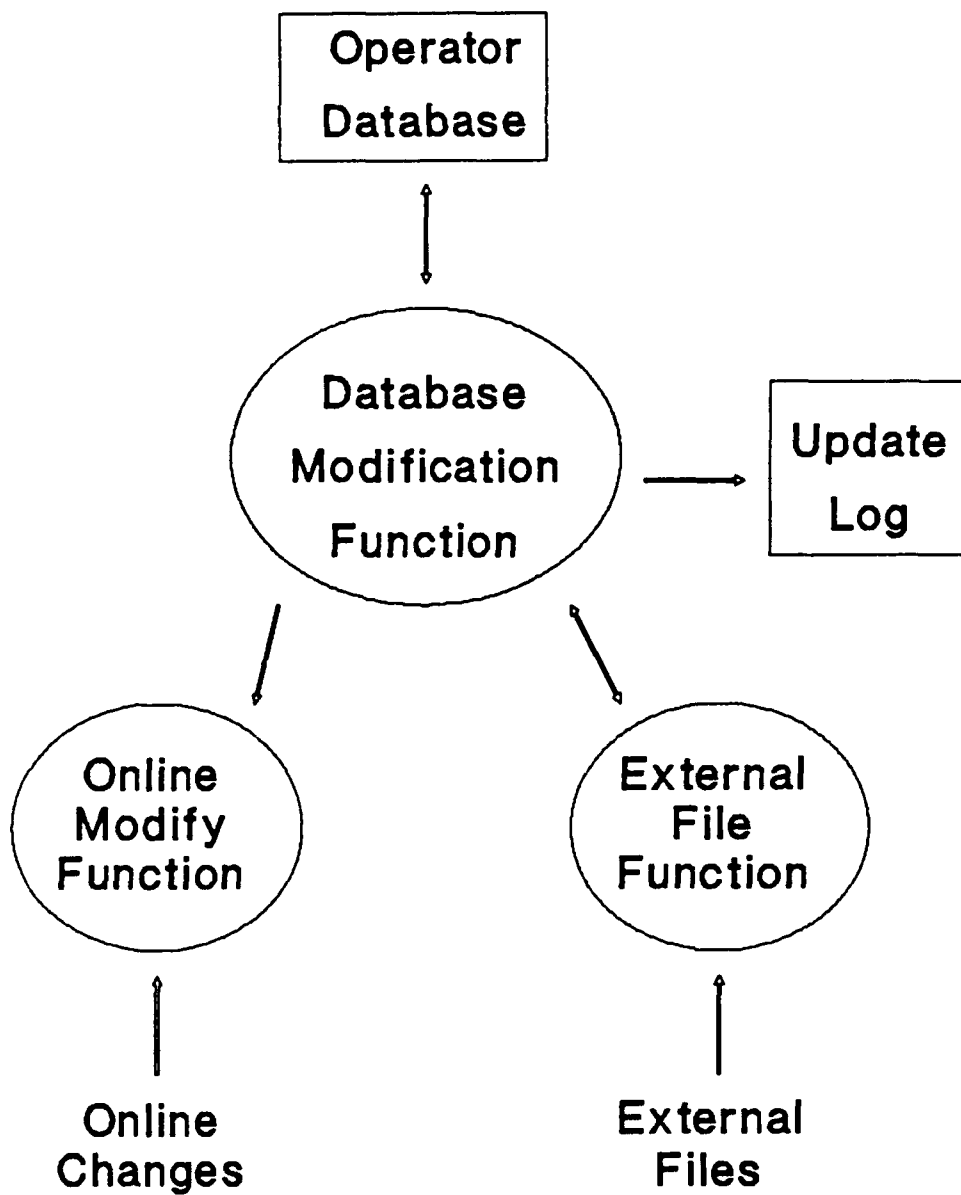 Operator
Database
Database
Modification
Function
Update
Log
Online
Modify
Function
External
File
Function
Online
Changes
External
Files